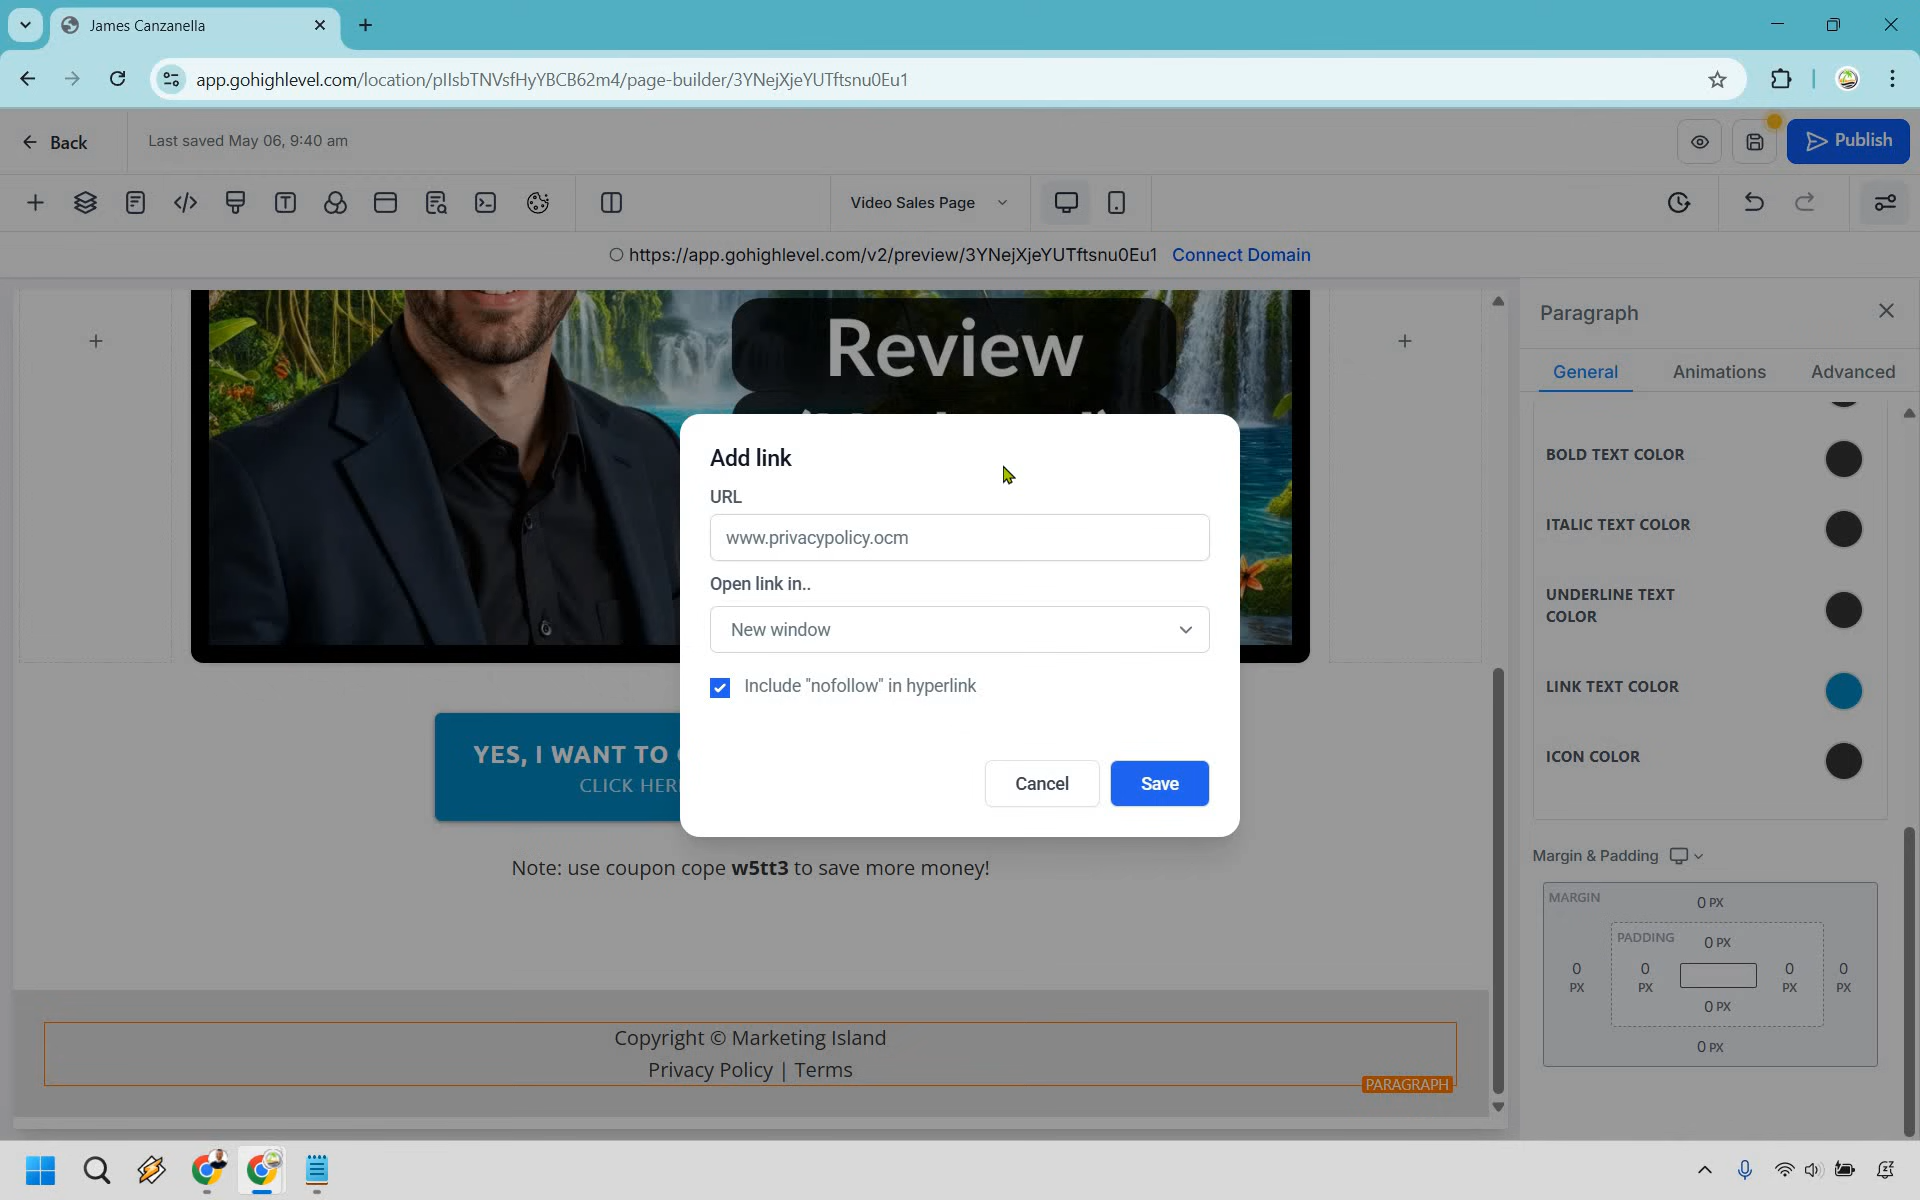 James Canzanella
app.gohighlevel.com/location/pIIsbTNVsfHyYBCB62m4/page-builder/3YNejXjeYUTftsnu0Eu1
Back
Last saved May 06, 9:40 am
Publish
Video Sales Page
https://app.gohighlevel.com/v2/preview/3YNejXjeYUTftsnu0Eu1 Connect Domain
Review
Paragraph
General
Animations
Advanced
BOLD TEXT COLOR
ITALIC TEXT COLOR
UNDERLINE TEXT
COLOR
LINK TEXT COLOR
ICON COLOR
Margin & Padding
MARGIN
0 PX
PADDING
0 PX
0
PX
0
PX
0
PX
0
PX
0 PX
0 PX
Add link
URL
www.privacypolicy.ocm
Open link in..
New window
Include "nofollow" in hyperlink
Cancel
Save
YES, I WANT TO
CLICK HER
Note: use coupon cope w5tt3 to save more money!
Copyright © Marketing Island
Privacy Policy | Terms
PARAGRAPH